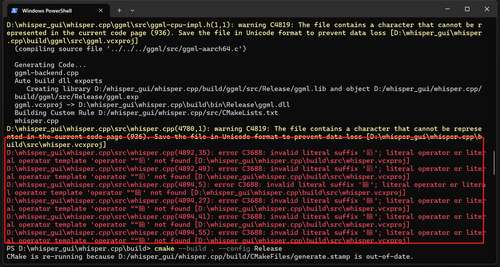 Windows PowerShell
D:\whisper_gui\whisper.cpp\ggml\src\ggml-cpu-impl.h(1,1): warning C4819: The file contains a character that cannot be r
epresented in the current code page (936). Save the file in Unicode format to prevent data loss [D:\whisper_gui\whisper
.cpp\build\ggml\src\ggml.vcxproj]
(compiling source file '../../../ggml/src/ggml-aarch64.c')
Generating Code...
ggml-backend.cpp
Auto build dll exports
Creating library D:/whisper_gui/whisper.cpp/build/ggml/src/Release/ggml.lib and object D:/whisper_gui/whisper.cpp/
build/ggml/src/Release/ggml.exp
ggml.vcxproj -> D:\whisper_gui\whisper.cpp\build\bin\Release\ggml.dll
Building Custom Rule D:/whisper_gui/whisper.cpp/src/CMakeLists.txt
whisper.cpp
D:\whisper_gui\whisper.cpp\src\whisper.cpp(4780,1): warning C4819: The file contains a character that cannot be represe
nted in the current code page (936). Save the file in Unicode format to prevent data loss [D:\whisper_gui\whisper.cpp\b
uild\src\whisper.vcxproj]
D:\whisper_gui\whisper.cpp\src\whisper.cpp(4892,35): error C3688: invalid literal suffix ' '; literal operator or liter
al operator template 'operator "" ' not found [D:\whisper_gui\whisper.cpp\build\src\whisper.vcxproj]
D:\whisper_gui\whisper.cpp\src\whisper.cpp(4892,49): error C3688: invalid literal suffix ' '; literal operator or liter
al operator template 'operator "" ' not found [D:\whisper_gui\whisper.cpp\build\src\whisper.vcxproj]
D:\whisper_gui\whisper.cpp\src\whisper.cpp(4894,5): error C3688: invalid literal suffix ' '; literal operator or litera
l operator template 'operator "" ' not found [D:\whisper_gui\whisper.cpp\build\src\whisper.vcxproj]
D:\whisper_gui\whisper.cpp\src\whisper.cpp(4894,27): error C3688: invalid literal suffix ' '; literal operator or liter
al operator template 'operator "" ' not found [D:\whisper_gui\whisper.cpp\build\src\whisper.vcxproj]
D:\whisper_gui\whisper.cpp\src\whisper.cpp(4894,41): error C3688: invalid literal suffix ' '; literal operator or liter
al operator template 'operator "" ' not found [D:\whisper_gui\whisper.cpp\build\src\whisper.vcxproj]
D:\whisper_gui\whisper.cpp\src\whisper.cpp(4894,55): error C3688: invalid literal suffix ' '; literal operator or liter
al operator template 'operator "" ' not found [D:\whisper_gui\whisper.cpp\build\src\whisper.vcxproj]
PS D:\whisper_gui\whisper.cpp\build> cmake --build . --config Release
CMake is re-running because D:/whisper_gui/whisper.cpp/build/CMakeFiles/generate.stamp is out-of-date.